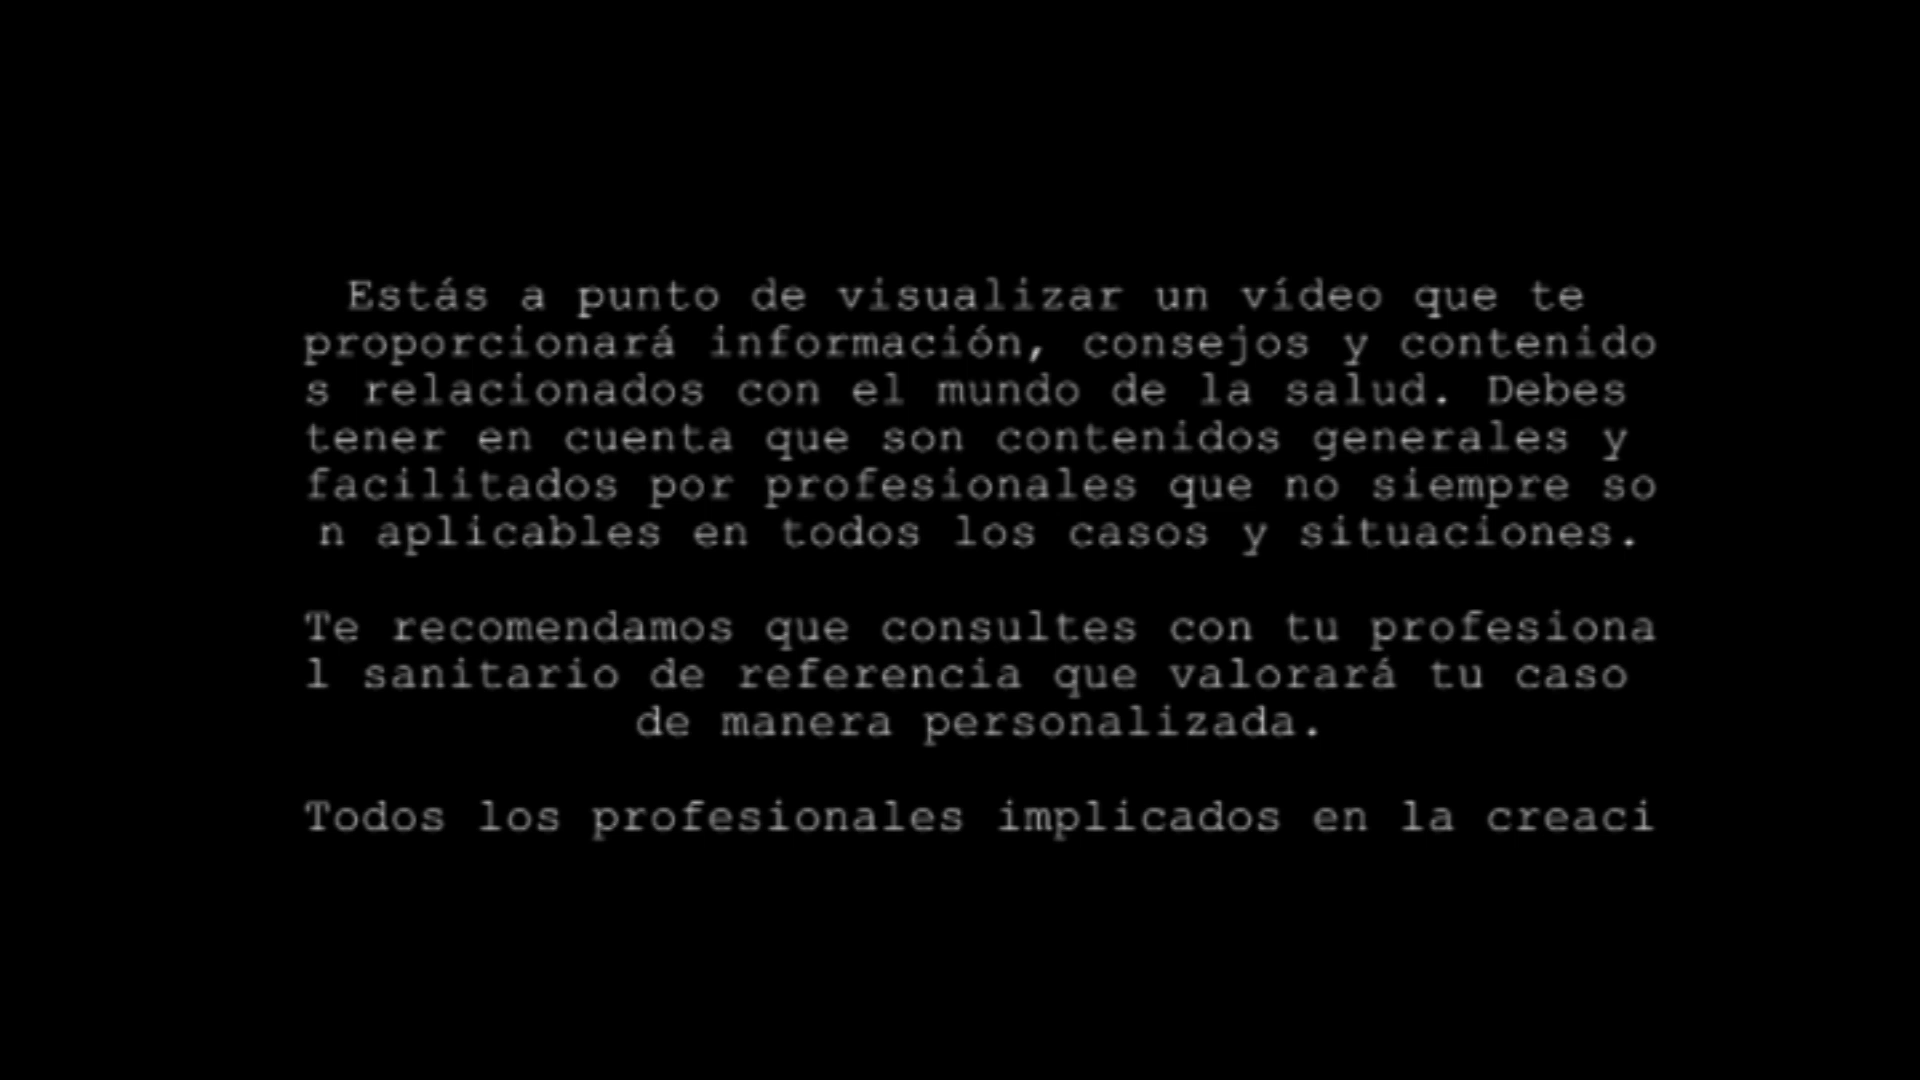 Estás a punto de visualizar un vídeo que te
proporcionará información, consejos y contenido
s relacionados con el mundo de la salud. Debes
tener en cuenta que son contenidos generales y
facilitados por profesionales que no siempre so
n aplicables en todos los casos y situaciones.
Te recomendamos que consultes con tu profesiona
l sanitario de referencia que valorará tu caso
de manera personalizada.
Todos los profesionales implicados en la creaci